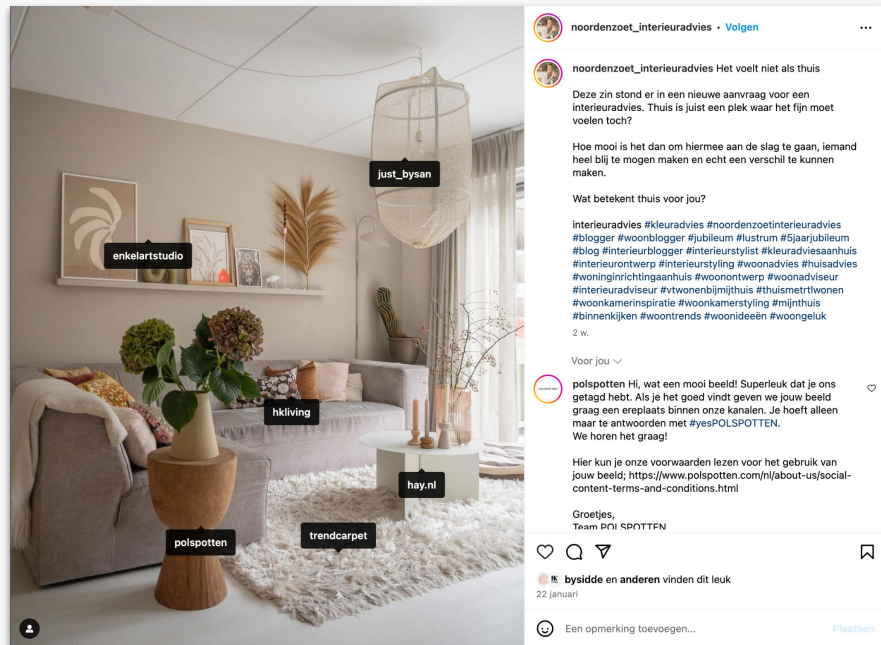 noordenzoet_interieuradvies • Volgen
noordenzoet_interieuradvies Het voelt niet als thuis
Deze zin stond er in een nieuwe aanvraag voor een
interieuradvies. Thuis is juist een plek waar het fijn moet
voelen toch?
Hoe mooi is het dan om hiermee aan de slag te gaan, iemand
heel blij te mogen maken en echt een verschil te kunnen
maken.
Wat betekent thuis voor jou?
interieuradvies #kleuradvies #noordenzoetinterieuradvies
#blogger #woonblogger #jubileum #lustrum #5jaarjubileum
#blog #interieurblogger #interieurstylist #kleuradviesaanhuis
#interieurontwerp #interieurstyling #woonadvies #huisadvies
#woninginrichtingaanhuis #woonontwerp #woonadviseur
#interieuradviseur #vtwonenbijmijthuis #thuismetrtlwonen
#woonkamerinspiratie #woonkamerstyling #mijnthuis
#binnenkijken #woontrends #woonideeën #woongeluk
2 w.
Voor jou
polspotten Hi, wat een mooi beeld! Superleuk dat je ons
getagd hebt. Als je het goed vindt geven we jouw beeld
graag een ereplaats binnen onze kanalen. Je hoeft alleen
maar te antwoorden met #yesPOLSPOTTEN.
We horen het graag!
Hier kun je onze voorwaarden lezen voor het gebruik van
jouw beeld; https://www.polspotten.com/nl/about-us/social-
content-terms-and-conditions.html
Groetjes,
Team POLSPOTTEN
bysidde en anderen vinden dit leuk
22 januari
Een opmerking toevoegen...
Plaatsen
just_bysan
enkelartstudio
hkliving
hay.nl
trendcarpet
polspotten